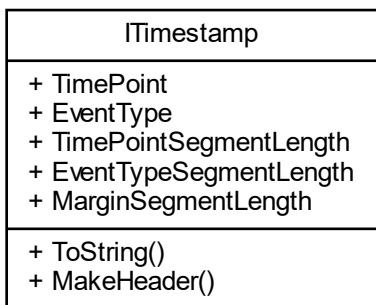 ITimestamp
+ TimePoint
+ EventType
+ TimePointSegmentLength
+ EventTypeSegmentLength
+ MarginSegmentLength
+ ToString()
+ MakeHeader()